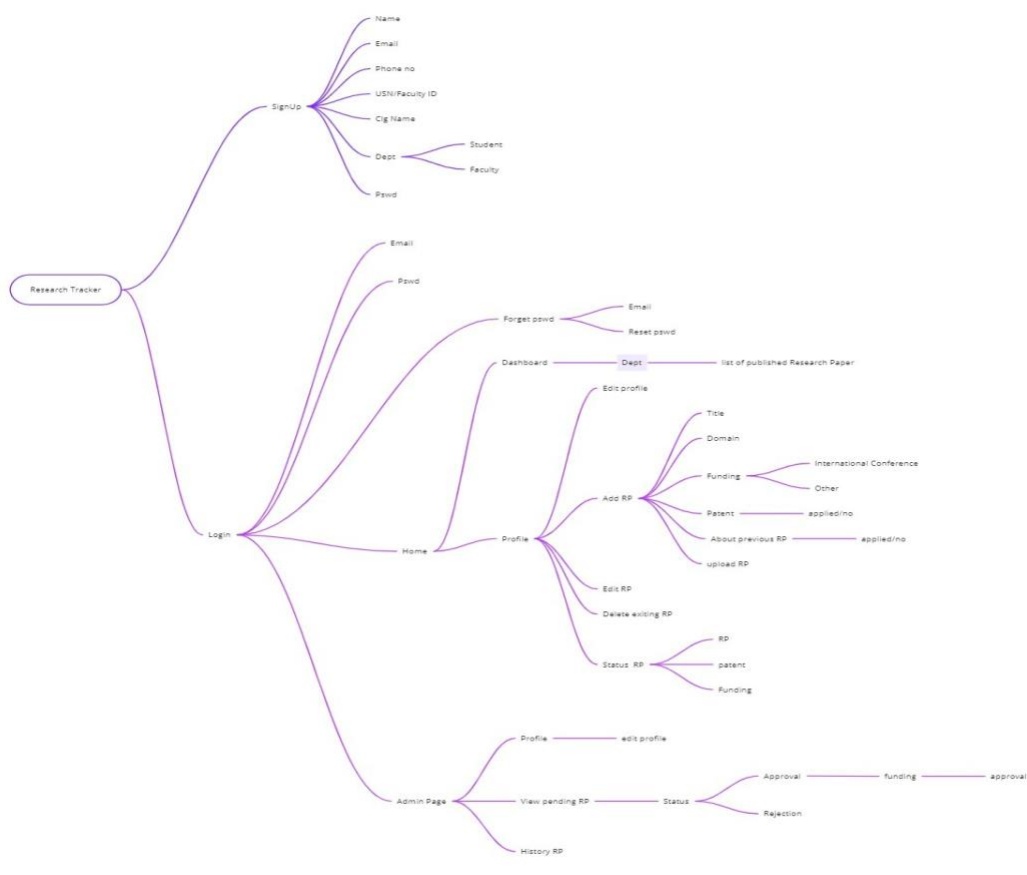 Name
Email
Phone no
USN/Faculty ID
SignUp
Clg Name
Student
Dept
Faculty
Pswd
Email
Pswd
Research Tracker
Email
Forget pswd
Reset pswd
Dashboard Dept list of published Research Paper
Edit profile
Title
Domain
International Conference
Funding
Other
Add RP
Patent applied/no
Login
Home
Profile
About previous RP applied/no
upload RP
Edit RP
Delete exiting RP
RP
Status RP patent
Funding
Profile edit profile
Approval funding approval
Admin Page View pending RP Status
Rejection
History RP